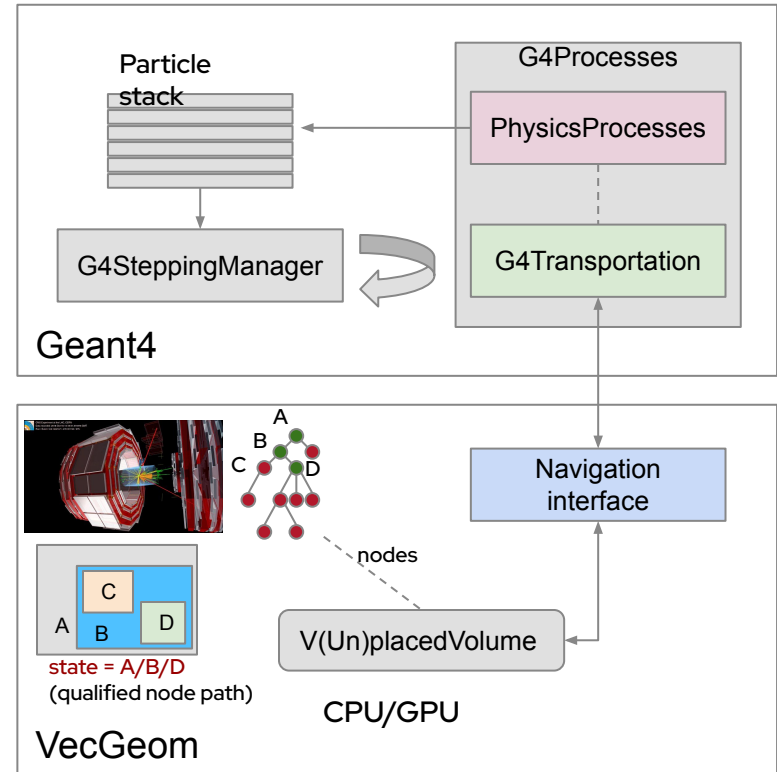 Particle
stack
G4Processes
PhysicsProcesses
G4SteppingManager
G4Transportation
Geant4
A
B
C
D
Navigation
interface
nodes
C
A
B
D
V(Un)placedVolume
state = A/B/D
(qualified node path)
CPU/GPU
VecGeom